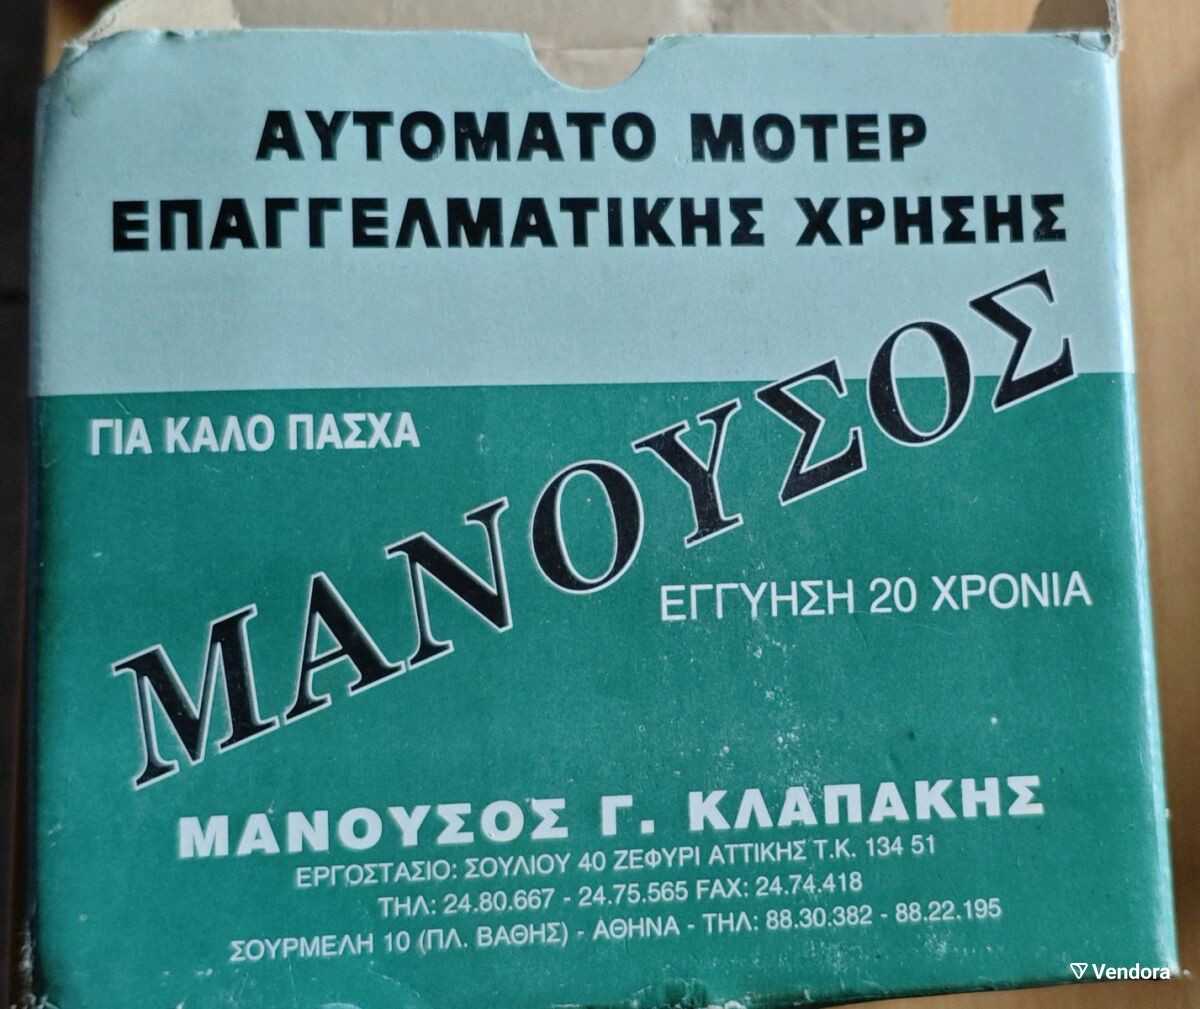 ΑΥΤΟΜΑΤΟ ΜΟΤΕΡ
ΕΠΑΓΓΕΛΜΑΤΙΚΗΣ ΧΡΗΣΗΣ
ΓΙΑ ΚΑΛΟ ΠΑΣΧΑ
ΜΑΝΟΥΣΟΣ
ΕΓΓΥΗΣΗ 20 ΧΡΟΝΙΑ
ΜΑΝΟΥΣΟΣ Γ. ΚΛΑΠΑΚΗΣ
ΕΡΓΟΣΤΑΣΙΟ: ΣΟΥΛΙΟΥ 40 ΖΕΦΥΡΙ ΑΤΤΙΚΗΣ Τ.Κ. 134 51
ΤΗΛ: 24.80.667 - 24.75.565 FAX: 24.74.418
ΣΟΥΡΜΕΛΗ 10 (ΠΛ. ΒΑΘΗΣ) - ΑΘΗΝΑ - ΤΗΛ: 88.30.382 - 88.22.195
Vendora